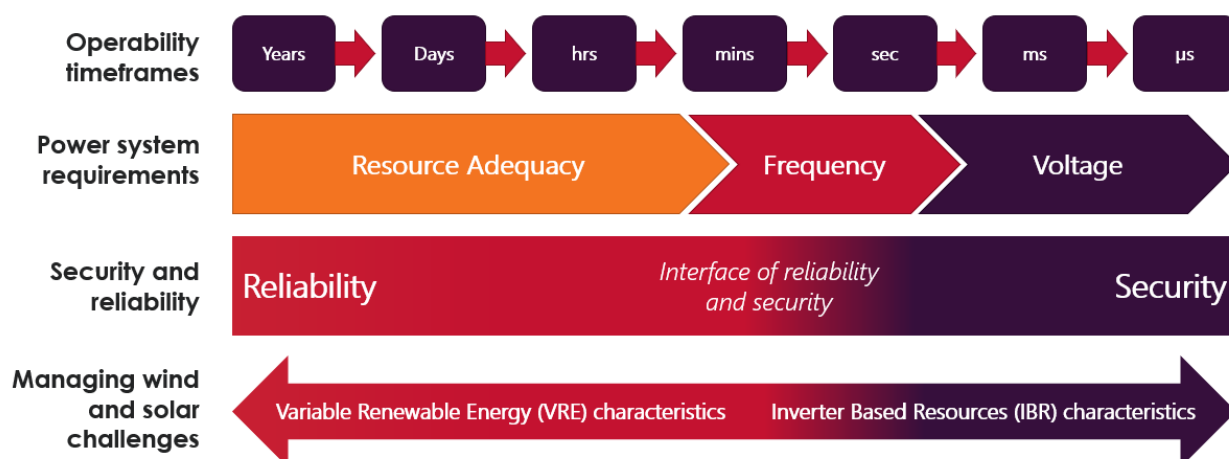 Operability
timeframes
Years
Days
hrs
mins
sec
ms
µs
Power system
requirements
Resource Adequacy
Frequency
Voltage
Security and
reliability
Reliability
Interface of reliability
and security
Security
Managing wind
and solar
challenges
Variable Renewable Energy (VRE) characteristics
Inverter Based Resources (IBR) characteristics